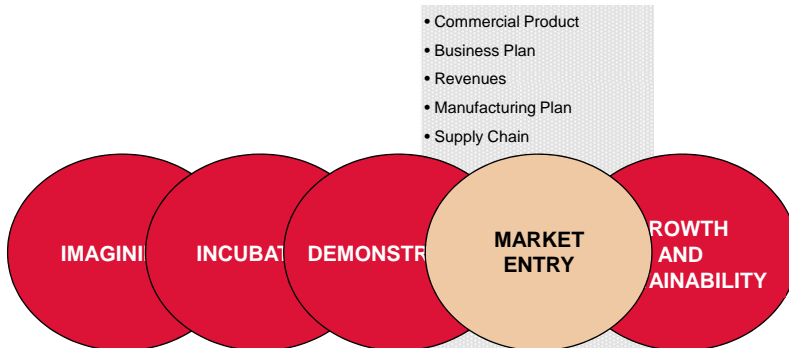 • Commercial Product
• Business Plan
• Revenues
• Manufacturing Plan
• Supply Chain
IMAGINI
INCUBAT
DEMONSTR
MARKET
ENTRY
ROWTH
AND
AINABILITY